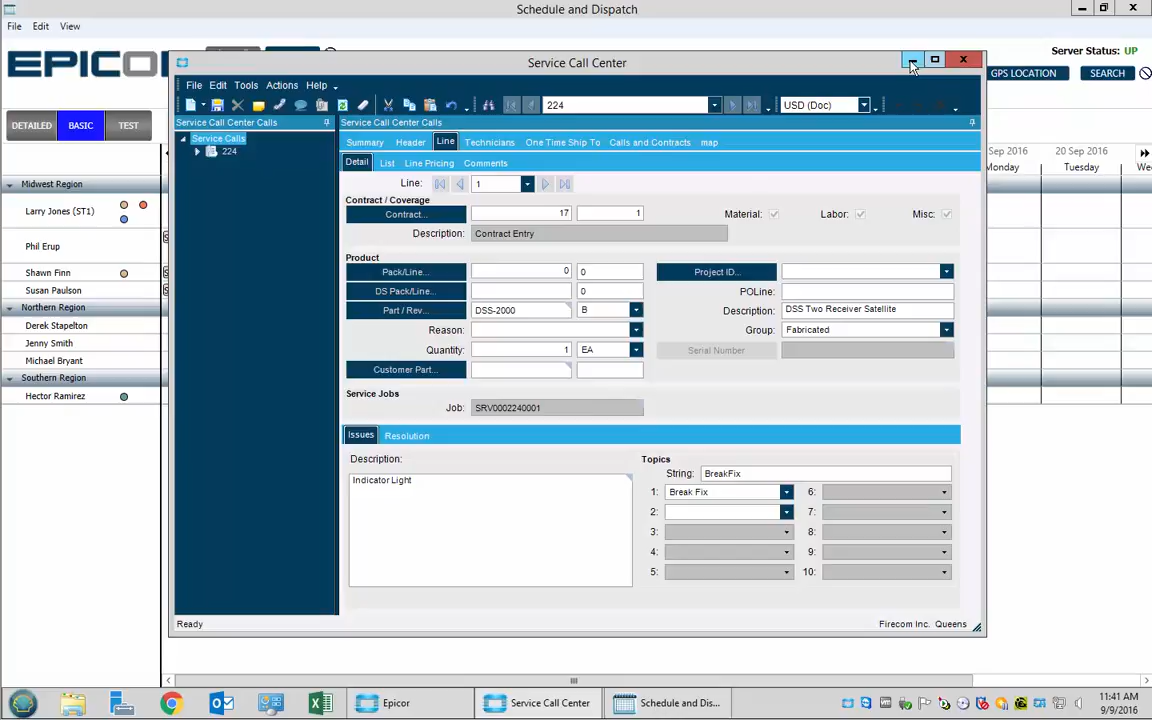 Schedule and Dispatch
File Edit View
EPICO
Server Status: UP
GPS LOCATION SEARCH
DETAILED BASIC TEST
Sep 2016 20 Sep 2016
Monday Tuesday We
Midwest Region
Larry Jones (ST1)
Phil Erup
Shawn Finn
Susan Paulson
Northern Region
Derek Stapelton
Jenny Smith
Michael Bryant
Southern Region
Hector Ramirez
Service Call Center
File Edit Tools Actions Help
224 USD (Doc)
Service Call Center Calls
Service Calls
224
Service Call Center Calls
Summary Header Line Technicians One Time Ship To Calls and Contracts map
Detail List Line Pricing Comments
Line: 1
Contract / Coverage
Contract... 17 1 Material: Labor: Misc:
Description: Contract Entry
Product
Pack/Line... 0 0 Project ID...
DS Pack/Line... 0 POLine:
Part / Rev... DSS-2000 B Description: DSS Two Receiver Satellite
Reason: Group: Fabricated
Quantity: 1 EA Serial Number
Customer Part...
Service Jobs
Job: SRV0002240001
Issues Resolution
Description:
Indicator Light
Topics
String: BreakFix
1: Break Fix 6:
2: 7:
3: 8:
4: 9:
5: 10:
Ready Firecom Inc. Queens
Epicor Service Call Center Schedule and Dis...
11:41 AM
9/9/2016